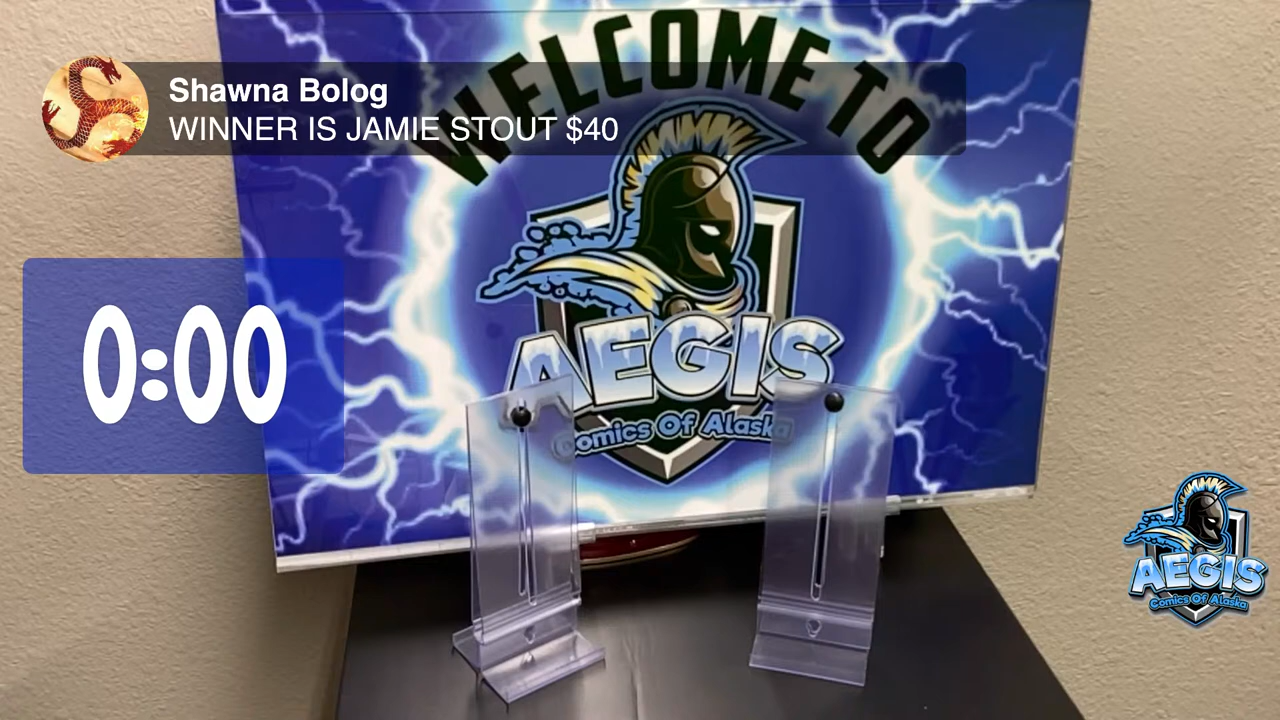 WELCOME TO
Shawna Bolog
WINNER IS JAMIE STOUT $40
0:00
AEGIS
Comics Of Alaska
AEGIS
Comics Of Alaska